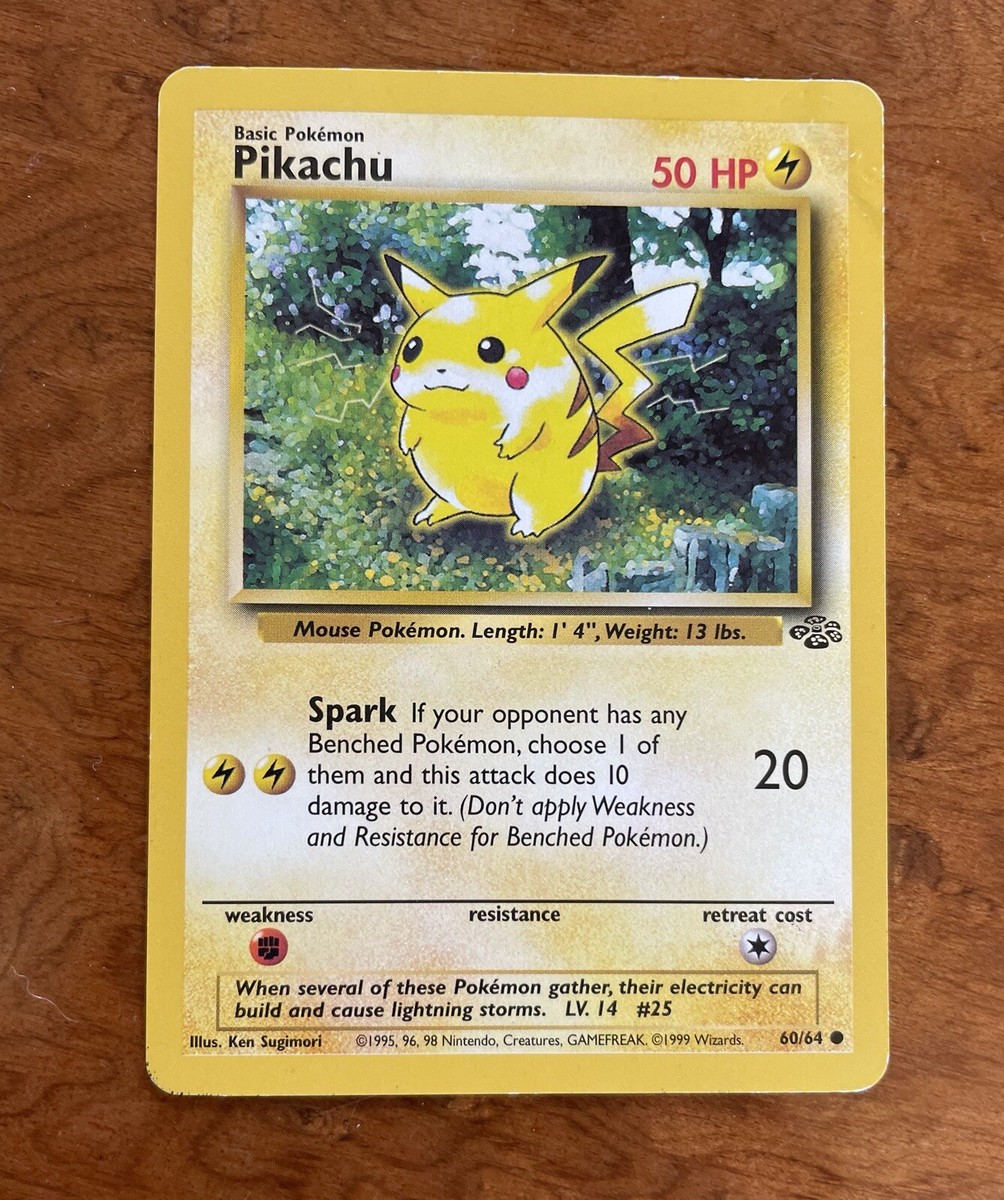 Basic Pokémon
Pikachu
50 HP
Mouse Pokémon. Length: 1' 4", Weight: 13 lbs.
Spark If your opponent has any
Benched Pokémon, choose 1 of
them and this attack does 10
damage to it. (Don't apply Weakness
and Resistance for Benched Pokémon.)
20
weakness resistance retreat cost
When several of these Pokémon gather, their electricity can
build and cause lightning storms. LV. 14 #25
Illus. Ken Sugimori ©1995, 96, 98 Nintendo, Creatures, GAMEFREAK. ©1999 Wizards. 60/64